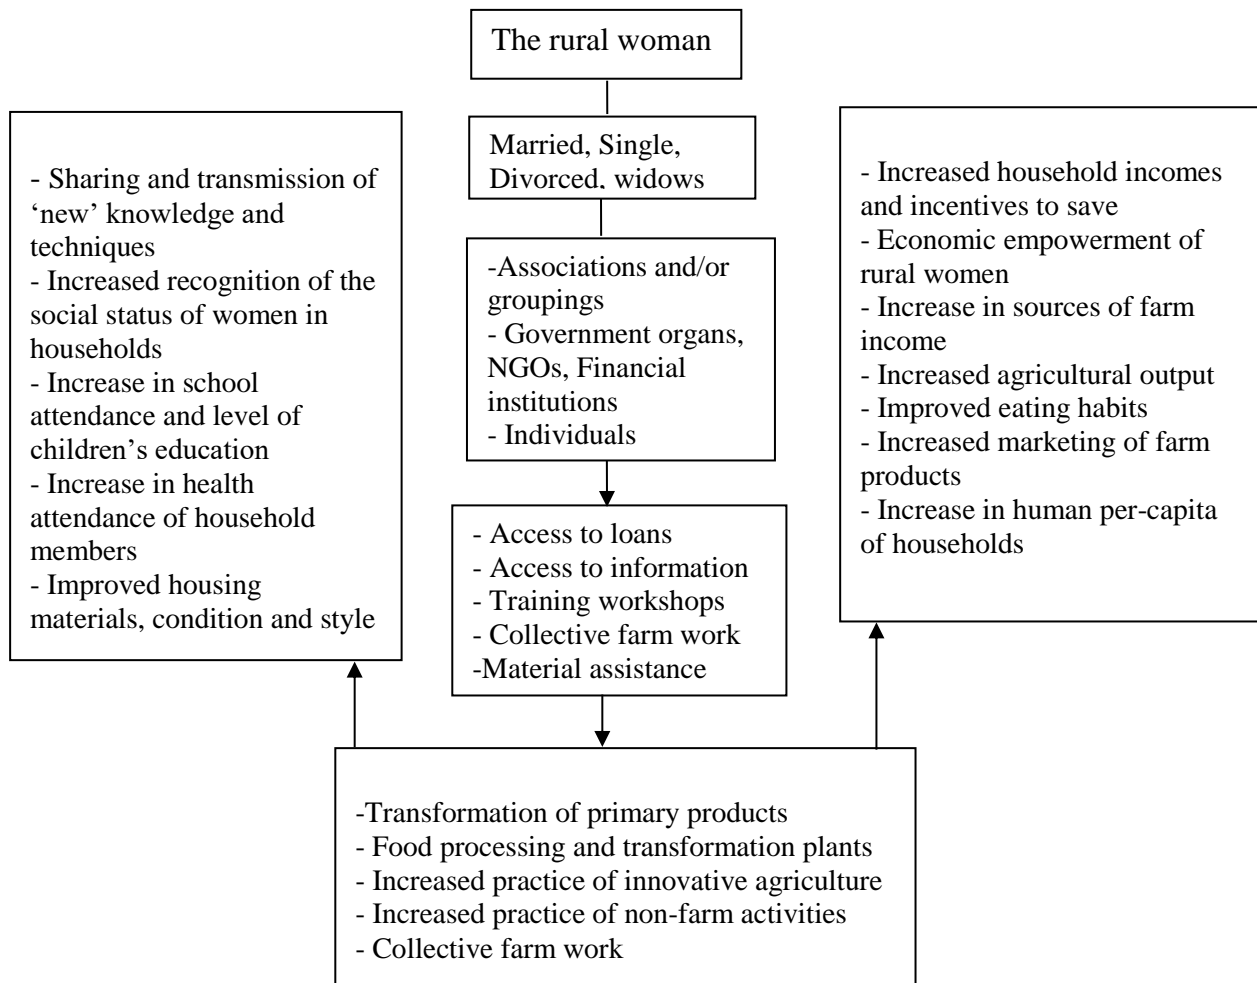 The rural woman
Married, Single,
Divorced, widows
- Sharing and transmission of
‘new’ knowledge and
techniques
- Increased recognition of the
social status of women in
households
- Increase in school
attendance and level of
children’s education
- Increase in health
attendance of household
members
- Improved housing
materials, condition and style
-Associations and/or
groupings
- Government organs,
NGOs, Financial
institutions
- Individuals
- Access to loans
- Access to information
- Training workshops
- Collective farm work
-Material assistance
- Increased household incomes
and incentives to save
- Economic empowerment of
rural women
- Increase in sources of farm
income
- Increased agricultural output
- Improved eating habits
- Increased marketing of farm
products
- Increase in human per-capita
of households
-Transformation of primary products
- Food processing and transformation plants
- Increased practice of innovative agriculture
- Increased practice of non-farm activities
- Collective farm work